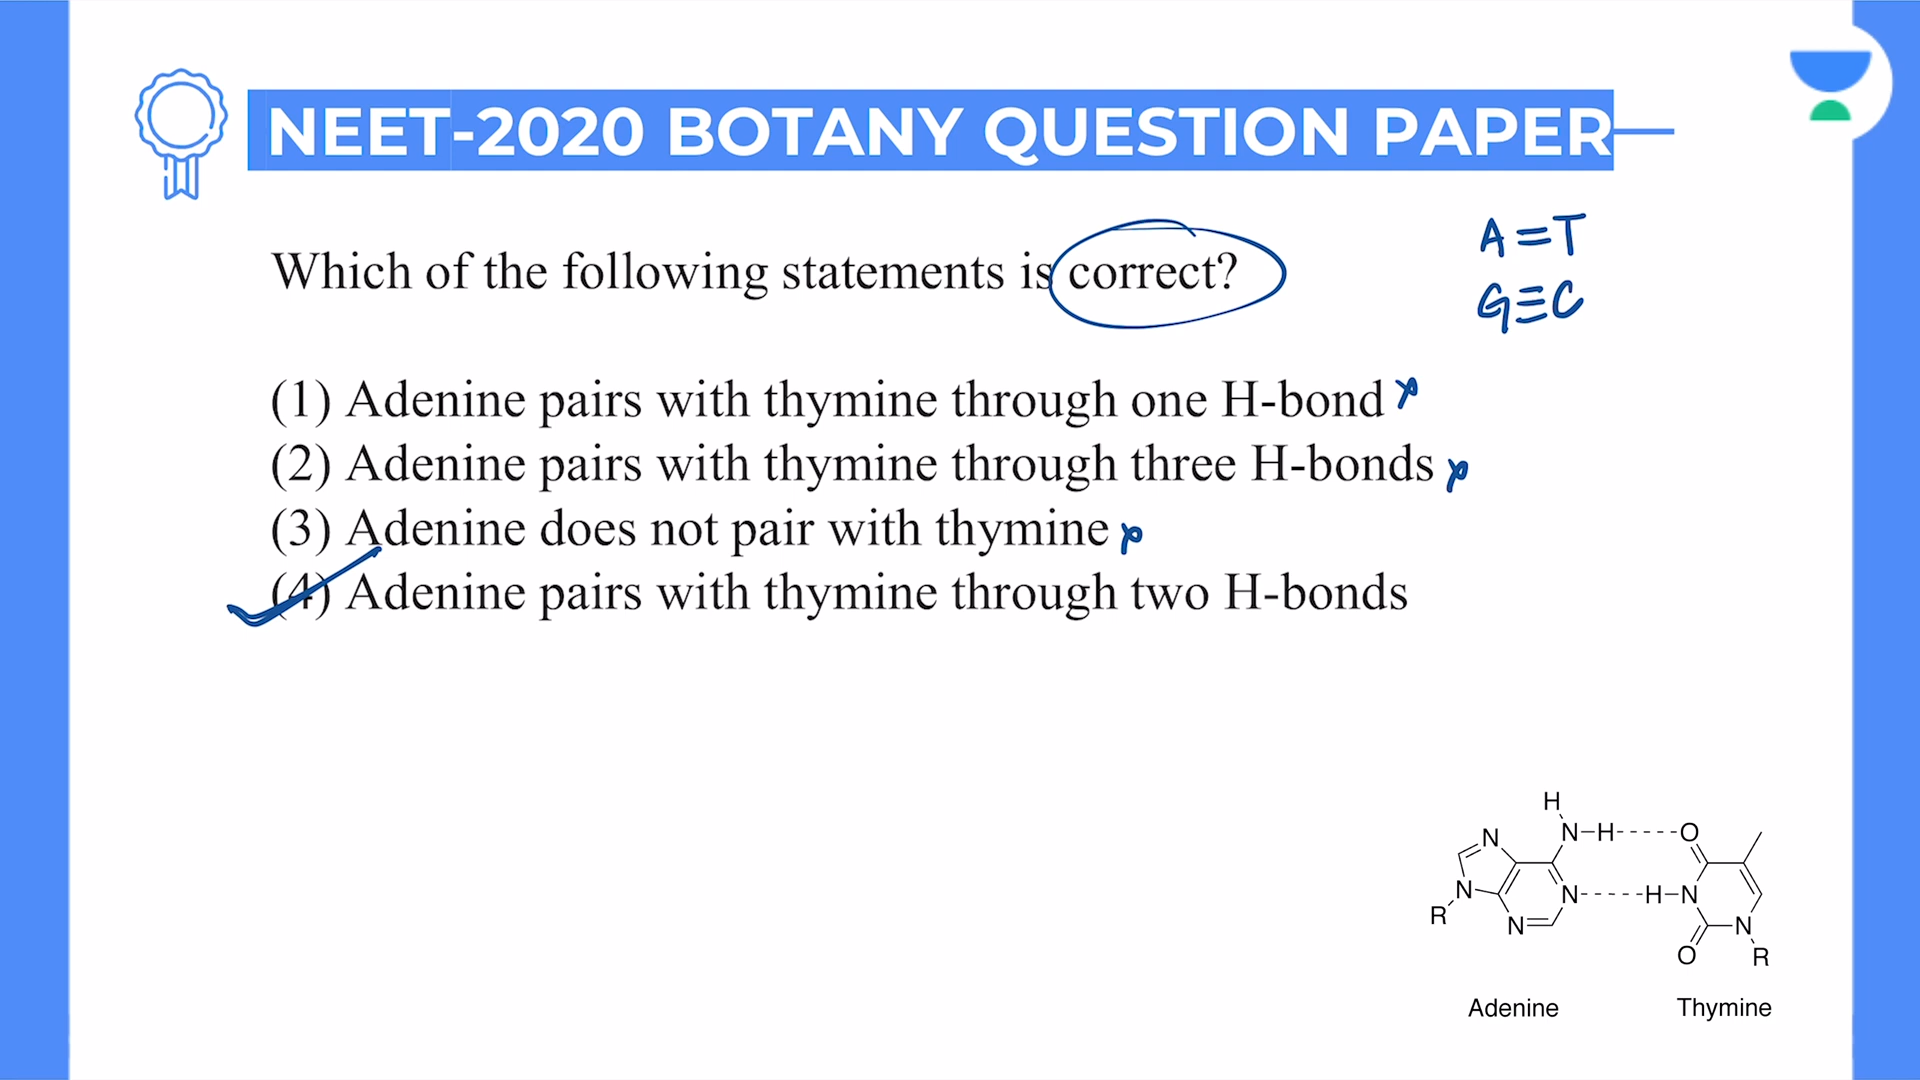 NEET-2020 BOTANY QUESTION PAPER
Which of the following statements is correct?
A=T
G≡C
(1) Adenine pairs with thymine through one H-bond
(2) Adenine pairs with thymine through three H-bonds
(3) Adenine does not pair with thymine
(4) Adenine pairs with thymine through two H-bonds
H
N N-H O
N N H-N
R N N
O R
Adenine Thymine